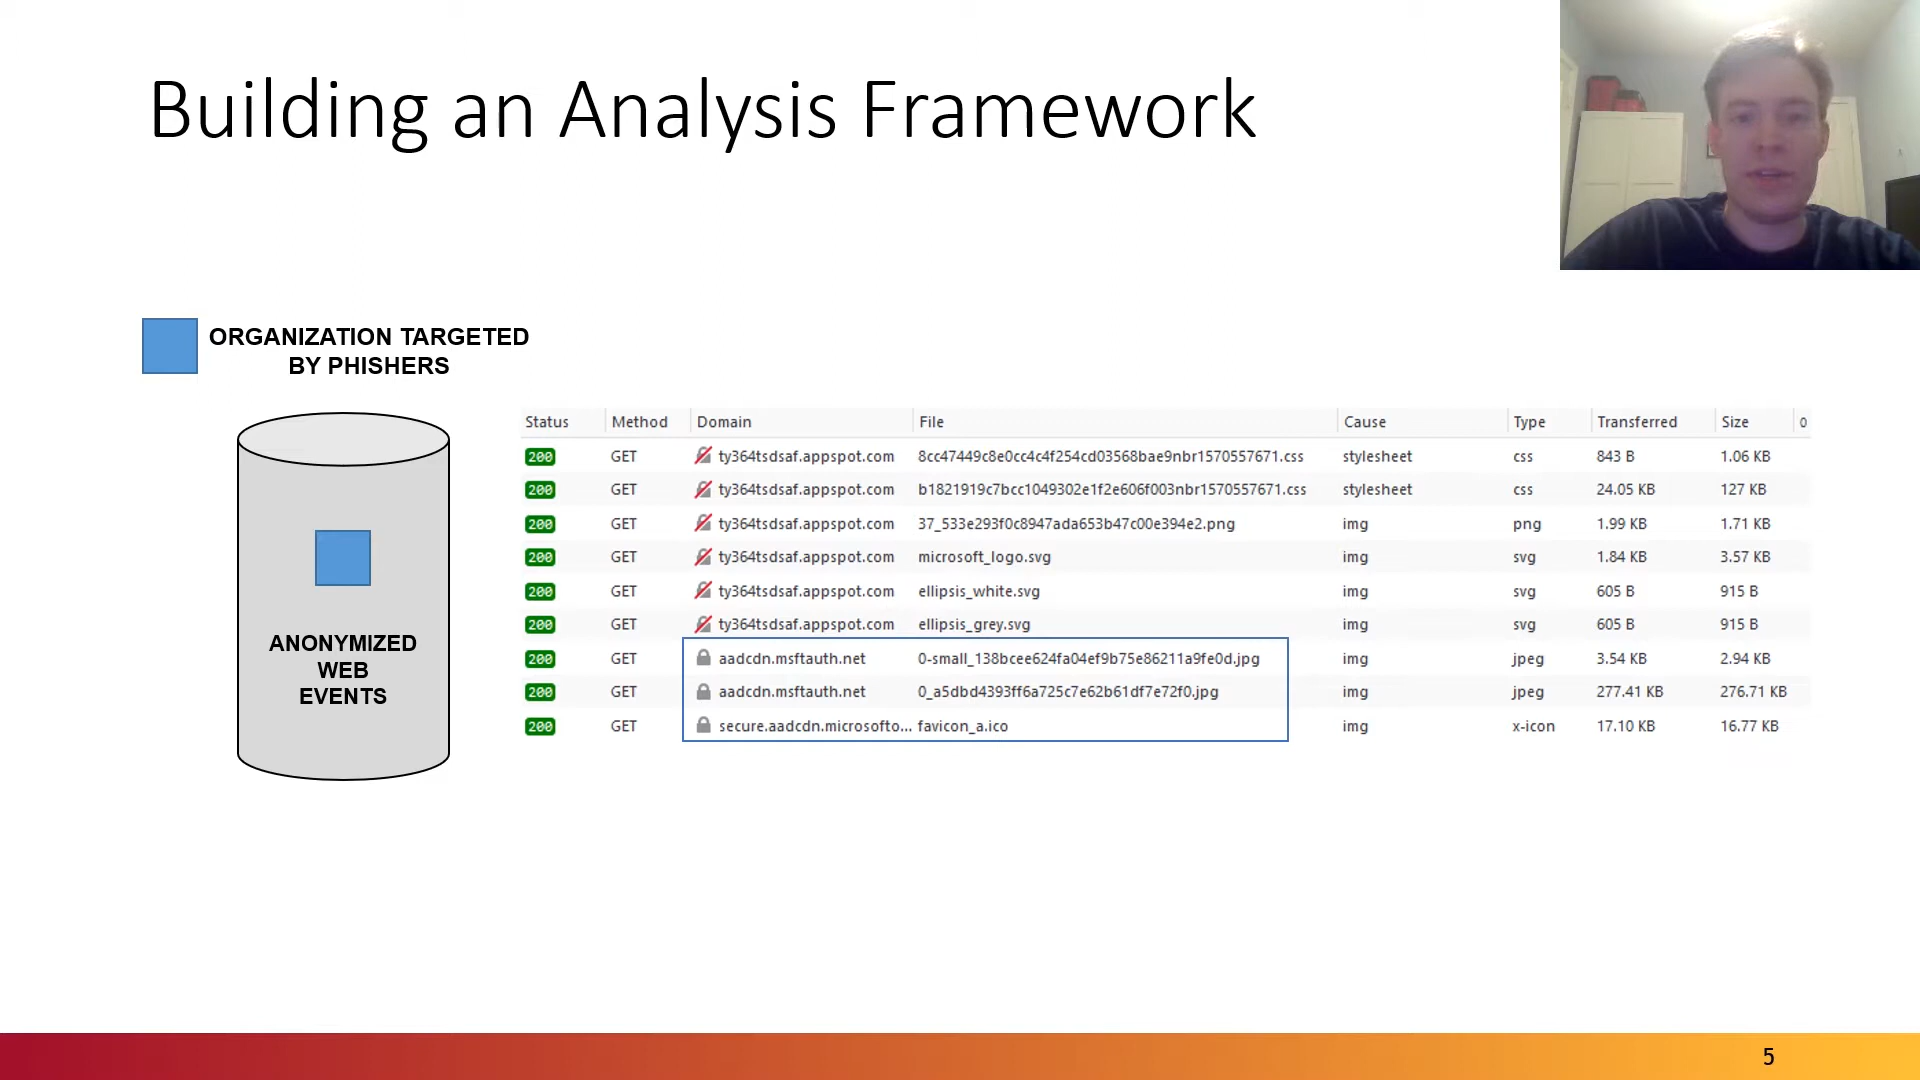 Building an Analysis Framework
ORGANIZATION TARGETED
BY PHISHERS
ANONYMIZED
WEB
EVENTS
Status Method Domain File Cause Type Transferred Size 0
200 GET ty364tsdsaf.appspot.com 8cc47449c8e0cc4c4f254cd03568bae9nbr1570557671.css stylesheet css 843 B 1.06 KB
200 GET ty364tsdsaf.appspot.com b1821919c7bcc1049302e1f2e606f003nbr1570557671.css stylesheet css 24.05 KB 127 KB
200 GET ty364tsdsaf.appspot.com 37_533e293f0c8947ada653b47c00e394e2.png img png 1.99 KB 1.71 KB
200 GET ty364tsdsaf.appspot.com microsoft_logo.svg img svg 1.84 KB 3.57 KB
200 GET ty364tsdsaf.appspot.com ellipsis_white.svg img svg 605 B 915 B
200 GET ty364tsdsaf.appspot.com ellipsis_grey.svg img svg 605 B 915 B
200 GET aadcdn.msftauth.net 0-small_138bcee624fa04ef9b75e86211a9fe0d.jpg img jpeg 3.54 KB 2.94 KB
200 GET aadcdn.msftauth.net 0_a5dbd4393ff6a725c7e62b61df7e72f0.jpg img jpeg 277.41 KB 276.71 KB
200 GET secure.aadcdn.microsofto... favicon_a.ico img x-icon 17.10 KB 16.77 KB
5